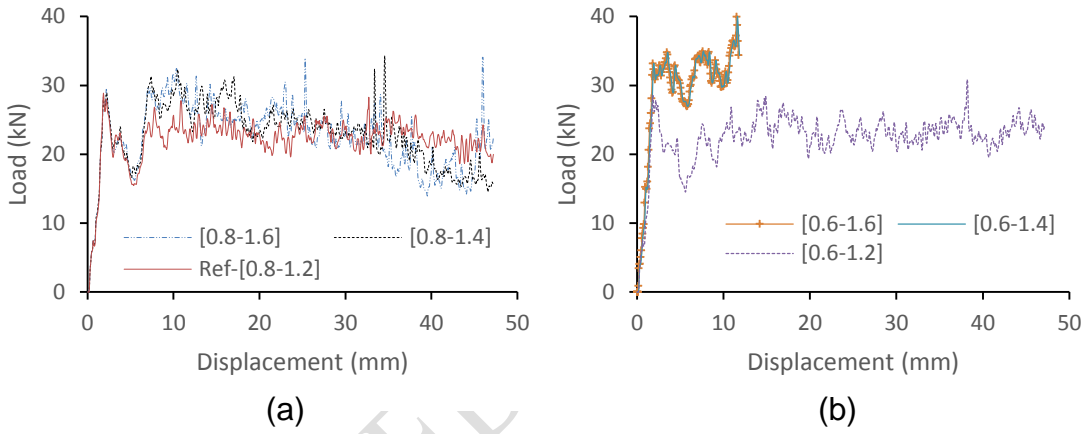 40
30
20
10
0
Load (kN)
[0.8-1.6]
[0.8-1.4]
Ref-[0.8-1.2]
0 10 20 30 40 50
Displacement (mm)
(a)
40
30
20
10
0
Load (kN)
[0.6-1.6]
[0.6-1.4]
[0.6-1.2]
0 10 20 30 40 50
Displacement (mm)
(b)